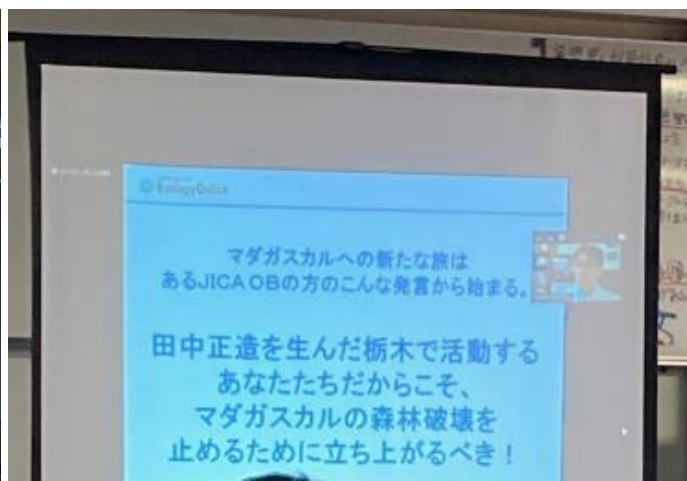 Ecology Online
マダガスカルへの新たな旅は
あるJICA OBの方のこんな発言から始まる。
田中正造を生んだ栃木で活動する
あなたたちだからこそ、
マダガスカルの森林破壊を
止めるために立ち上がるべき！